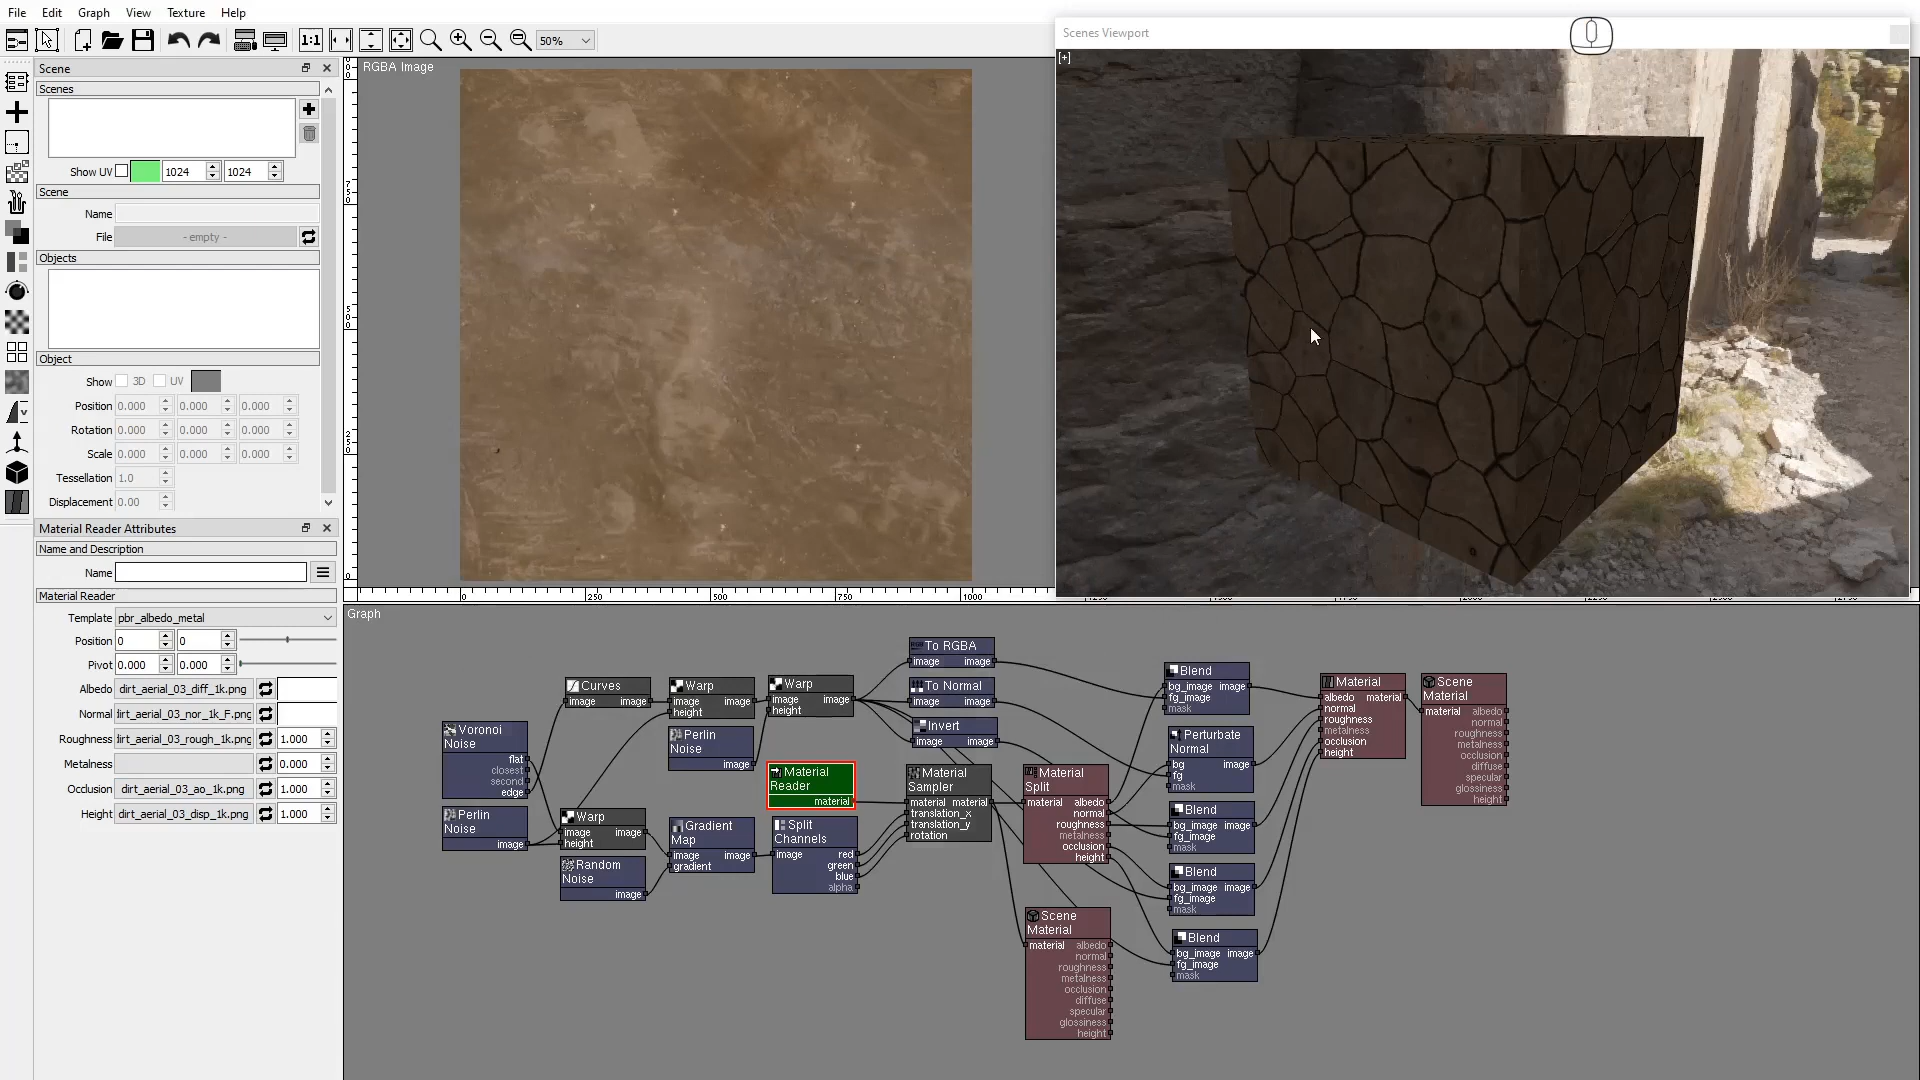 File Edit Graph View Texture Help
1:1 50%
Scene
Scenes
Show UV 1024 1024
Scene
Name
File - empty -
Objects
Object
Show 3D UV
Position 0.000 0.000 0.000
Rotation 0.000 0.000 0.000
Scale 0.000 0.000 0.000
Tessellation 1.0
Displacement 0.00
Material Reader Attributes
Name and Description
Name
Material Reader
Template pbr_albedo_metal
Position 0 0
Pivot 0.000 0.000
Albedo dirt_aerial_03_diff_1k.png
Normal lirt_aerial_03_nor_1k_F.png
Roughness lirt_aerial_03_rough_1k.png 1.000
Metalness 0.000
Occlusion dirt_aerial_03_ao_1k.png 1.000
Height dirt_aerial_03_disp_1k.png 1.000
RGBA Image
0 250 500 750 1000
Scenes Viewport
[+]
Graph
Voronoi
Noise
flat
closest
second
edge
Perlin
Noise
image
Curves
image image
Warp
image image
height
Perlin
Noise
image
Warp
image image
height
Material
Reader
material
Warp
image image
height
Random
Noise
image
Gradient
Map
image image
gradient
Split
Channels
image red
green
blue
alpha
To RGBA
image image
To Normal
image image
Invert
image image
Material
Sampler
material material
translation_x
translation_y
rotation
Material
Split
material albedo
normal
roughness
metalness
occlusion
height
Scene
Material
material albedo
normal
roughness
metalness
occlusion
diffuse
specular
glossiness
height
Blend
bg_image image
fg_image
mask
Perturbate
Normal
bg image
fg
mask
Blend
bg_image image
fg_image
mask
Blend
bg_image image
fg_image
mask
Blend
bg_image image
fg_image
mask
Material
albedo material
normal
roughness
metalness
occlusion
height
Scene
Material
material albedo
normal
roughness
metalness
occlusion
diffuse
specular
glossiness
height